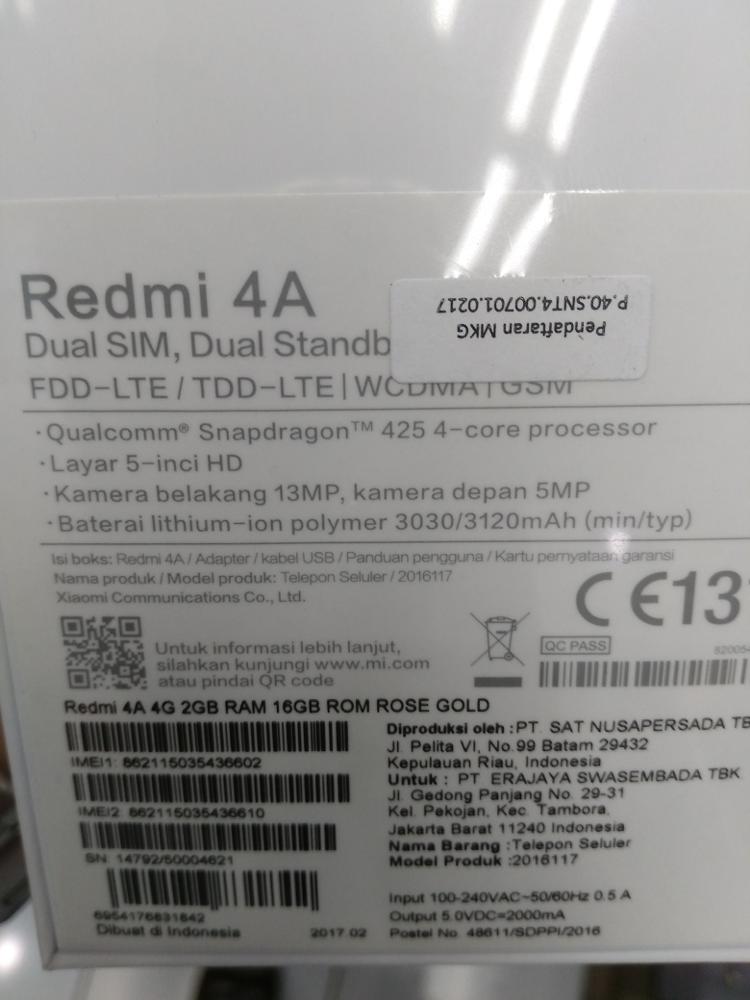 Redmi 4A
Dual SIM, Dual Standb
FDD-LTE / TDD-LTE | WCDMA | GSM
Pendaftaran MKG
P.40.SNT4.00701.0217
·Qualcomm® Snapdragon™ 425 4-core processor
·Layar 5-inci HD
·Kamera belakang 13MP, kamera depan 5MP
·Baterai lithium-ion polymer 3030/3120mAh (min/typ)
Isi boks: Redmi 4A / Adapter / kabel USB / Panduan pengguna / Kartu pernyataan garansi
Nama produk / Model produk: Telepon Seluler / 2016117
Xiaomi Communications Co., Ltd.
CE13
Untuk informasi lebih lanjut,
silahkan kunjungi www.mi.com
atau pindai QR code
QC PASS
Redmi 4A 4G 2GB RAM 16GB ROM ROSE GOLD
IMEI1: 862115035436602
IMEI2: 862115035436610
SN: 14792/50004621
6954176831842
Dibuat di Indonesia
2017.02
Diproduksi oleh : PT. SAT NUSAPERSADA TB
Jl. Pelita VI, No.99 Batam 29432
Kepulauan Riau, Indonesia
Untuk : PT ERAJAYA SWASEMBADA TBK
Jl. Gedong Panjang No. 29-31
Kel. Pekojan, Kec. Tambora,
Jakarta Barat 11240 Indonesia
Nama Barang :Telepon Seluler
Model Produk :2016117
Input 100-240VAC~50/60Hz 0.5 A
Output 5.0VDC=2000mA
Postel No. 48611/SDPPI/2016